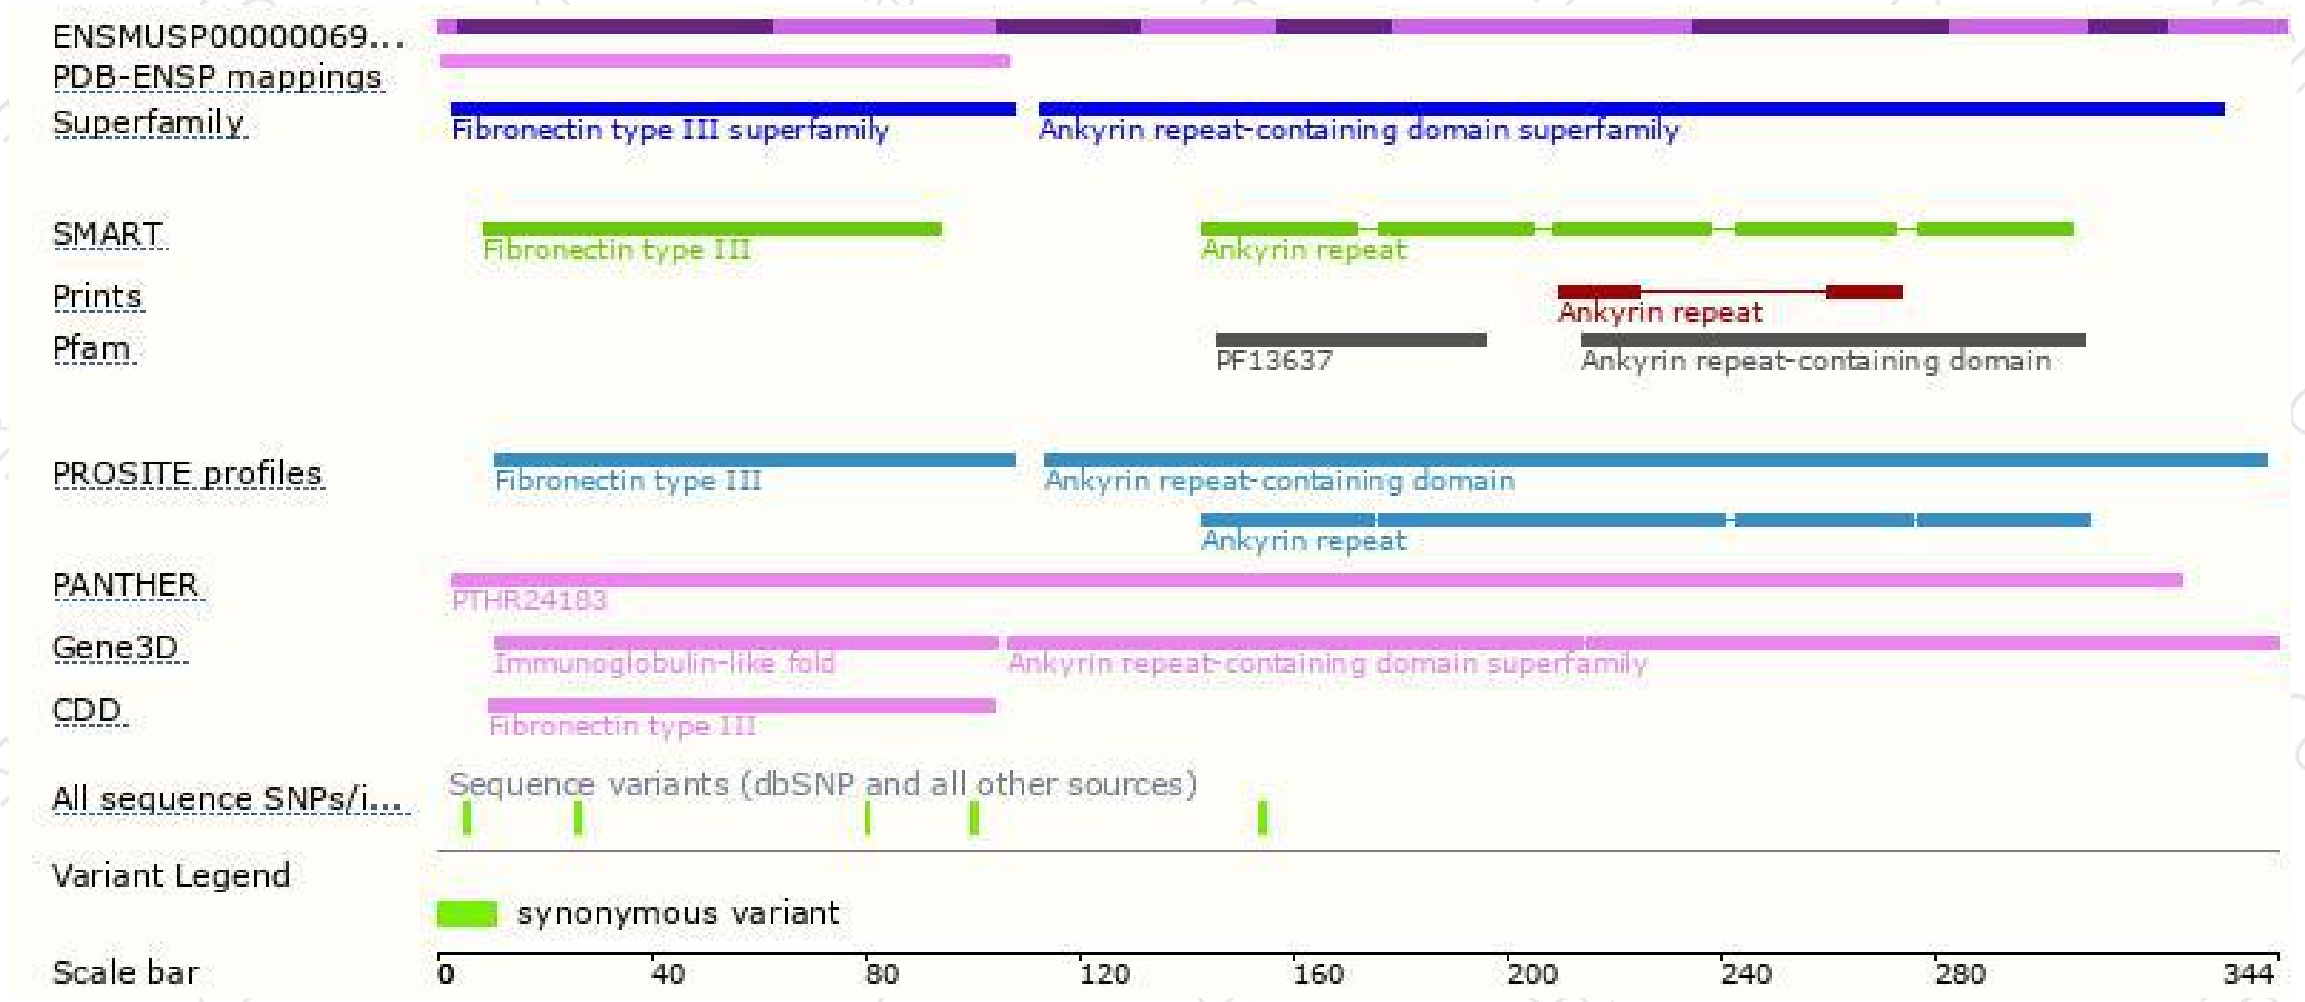 ENSMUSP00000069...
PDB-ENSP mappings
Superfamily
Fibronectin type III superfamily
Ankyrin repeat-containing domain superfamily
SMART
Fibronectin type III
Ankyrin repeat
Prints
Ankyrin repeat
Pfam
PF13637
Ankyrin repeat-containing domain
PROSITE profiles
Fibronectin type III
Ankyrin repeat-containing domain
Ankyrin repeat
PANTHER
PTHR24183
Gene3D
Immunoglobulin-like fold
Ankyrin repeat-containing domain superfamily
CDD
Fibronectin type III
All sequence SNPs/i...
Sequence variants (dbSNP and all other sources)
Variant Legend
synonymous variant
Scale bar
0 40 80 120 160 200 240 280 344